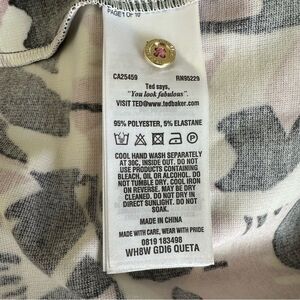 PAGE 1 OF 10
CA25459 RN95229
Ted says,
"You look fabulous".
VISIT TED@www.tedbaker.com
95% POLYESTER, 5% ELASTANE
COOL HAND WASH SEPARATELY
AT 30C, INSIDE OUT. DO NOT
USE PRODUCTS CONTAINING
BLEACH, OIL OR ALCOHOL. DO
NOT TUMBLE DRY. COOL IRON
ON REVERSE. MAY BE DRY
CLEANED. DO NOT DRY IN
DIRECT SUNLIGHT. DO NOT
SOAK.
MADE IN CHINA
MADE WITH CARE, WEAR WITH PRIDE
0819 183498
WH8W GDI6 QUETA